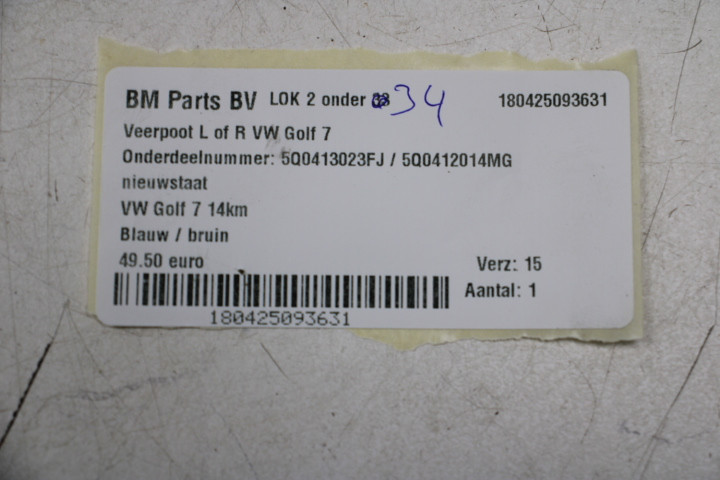 BM Parts BV LOK 2 onder 34 180425093631
Veerpoot L of R VW Golf 7
Onderdeelnummer: 5Q0413023FJ / 5Q0412014MG
nieuwstaat
VW Golf 7 14km
Blauw / bruin
49.50 euro Verz: 15
Aantal: 1
180425093631